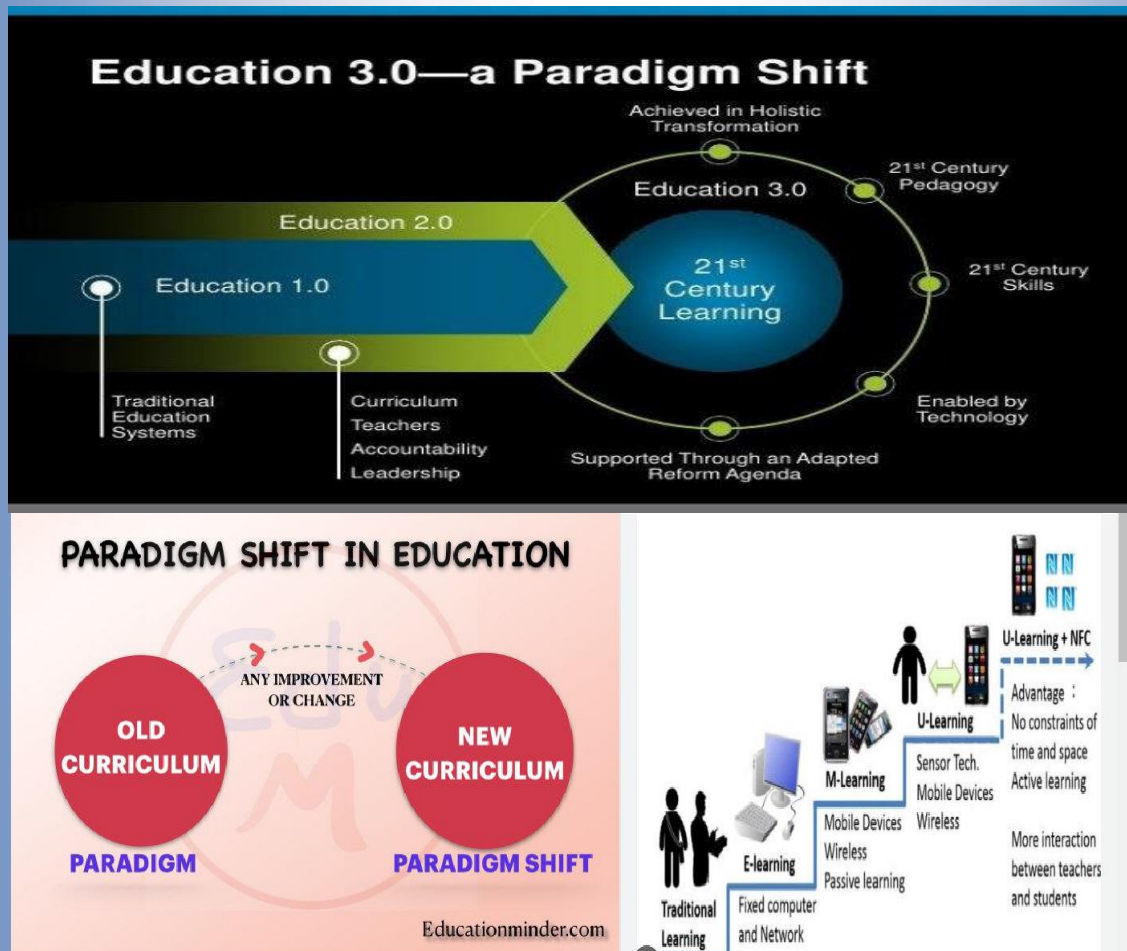 Education 3.0—a Paradigm Shift
Achieved in Holistic
Transformation
Education 3.0
21st Century
Pedagogy
Education 2.0
Education 1.0
21st
Century
Learning
21st Century
Skills
Traditional
Education
Systems
Curriculum
Teachers
Accountability
Leadership
Enabled by
Technology
Supported Through an Adapted
Reform Agenda
PARADIGM SHIFT IN EDUCATION
Edu
M
ANY IMPROVEMENT
OR CHANGE
OLD
CURRICULUM
NEW
CURRICULUM
PARADIGM
PARADIGM SHIFT
Educationminder.com
Traditional
Learning
E-learning
Fixed computer
and Network
M-Learning
Mobile Devices
Wireless
Passive learning
U-Learning
Sensor Tech.
Mobile Devices
Wireless
U-Learning + NFC
Advantage :
No constraints of
time and space
Active learning
More interaction
between teachers
and students